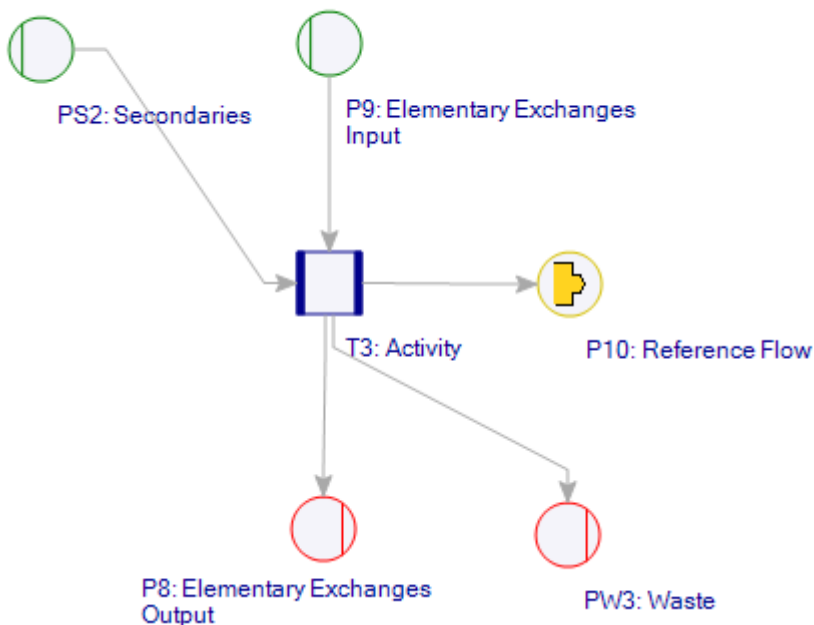 PS2: Secondaries
P9: Elementary Exchanges
Input
T3: Activity
P10: Reference Flow
P8: Elementary Exchanges
Output
PW3: Waste